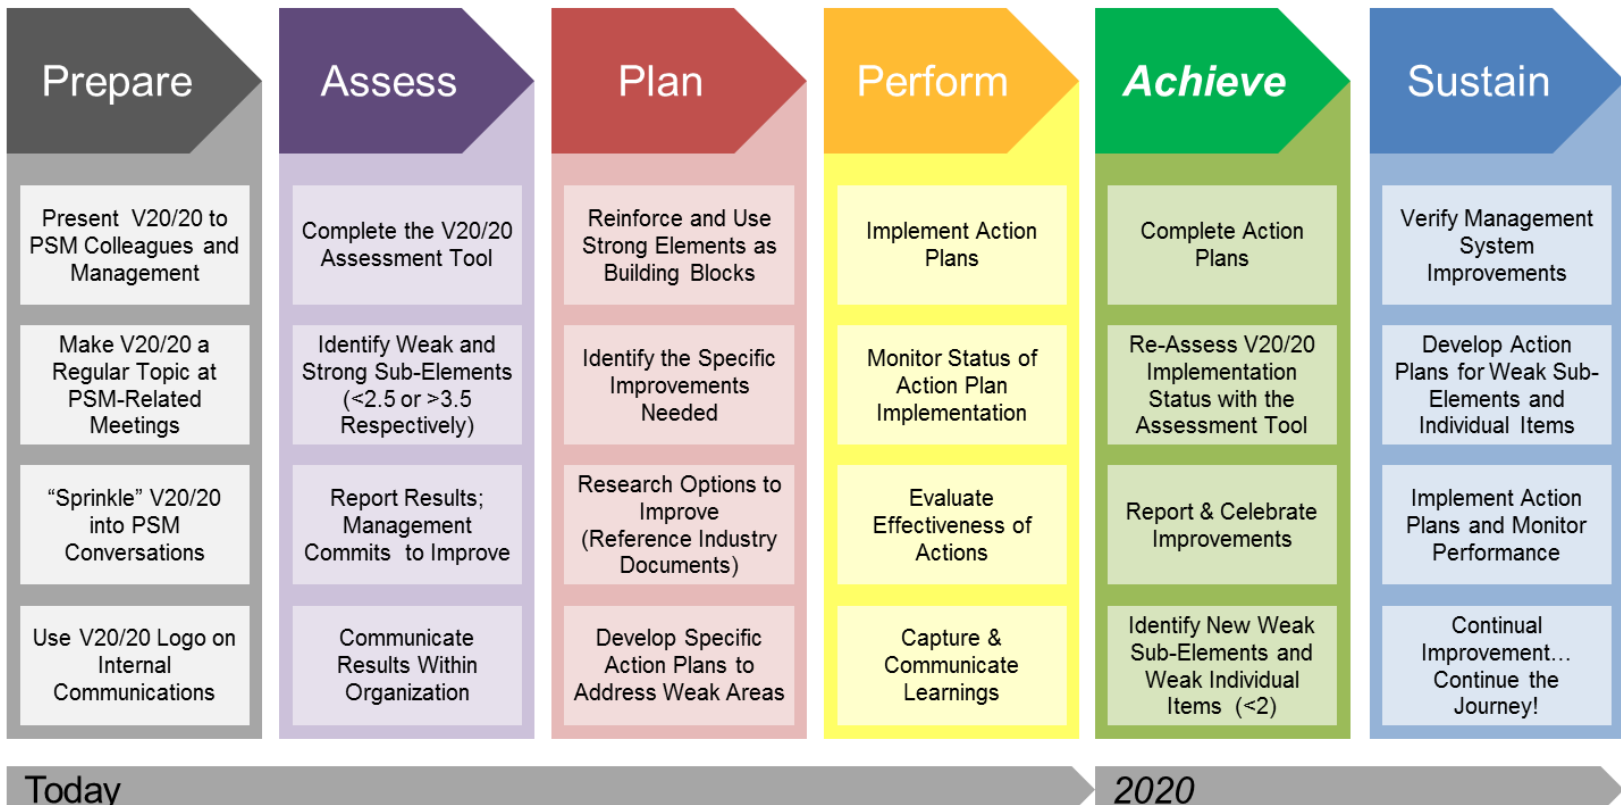 Prepare
Present V20/20 to
PSM Colleagues and
Management
Make V20/20 a
Regular Topic at
PSM-Related
Meetings
“Sprinkle” V20/20
into PSM
Conversations
Use V20/20 Logo on
Internal
Communications
Assess
Complete the V20/20
Assessment Tool
Identify Weak and
Strong Sub-Elements
(<2.5 or >3.5
Respectively)
Report Results;
Management
Commits to Improve
Communicate
Results Within
Organization
Plan
Reinforce and Use
Strong Elements as
Building Blocks
Identify the Specific
Improvements
Needed
Research Options to
Improve
(Reference Industry
Documents)
Develop Specific
Action Plans to
Address Weak Areas
Perform
Implement Action
Plans
Monitor Status of
Action Plan
Implementation
Evaluate
Effectiveness of
Actions
Capture &
Communicate
Learnings
Achieve
Complete Action
Plans
Re-Assess V20/20
Implementation
Status with the
Assessment Tool
Report & Celebrate
Improvements
Identify New Weak
Sub-Elements and
Weak Individual
Items (<2)
Sustain
Verify Management
System
Improvements
Develop Action
Plans for Weak Sub-
Elements and
Individual Items
Implement Action
Plans and Monitor
Performance
Continual
Improvement…
Continue the
Journey!
Today
2020